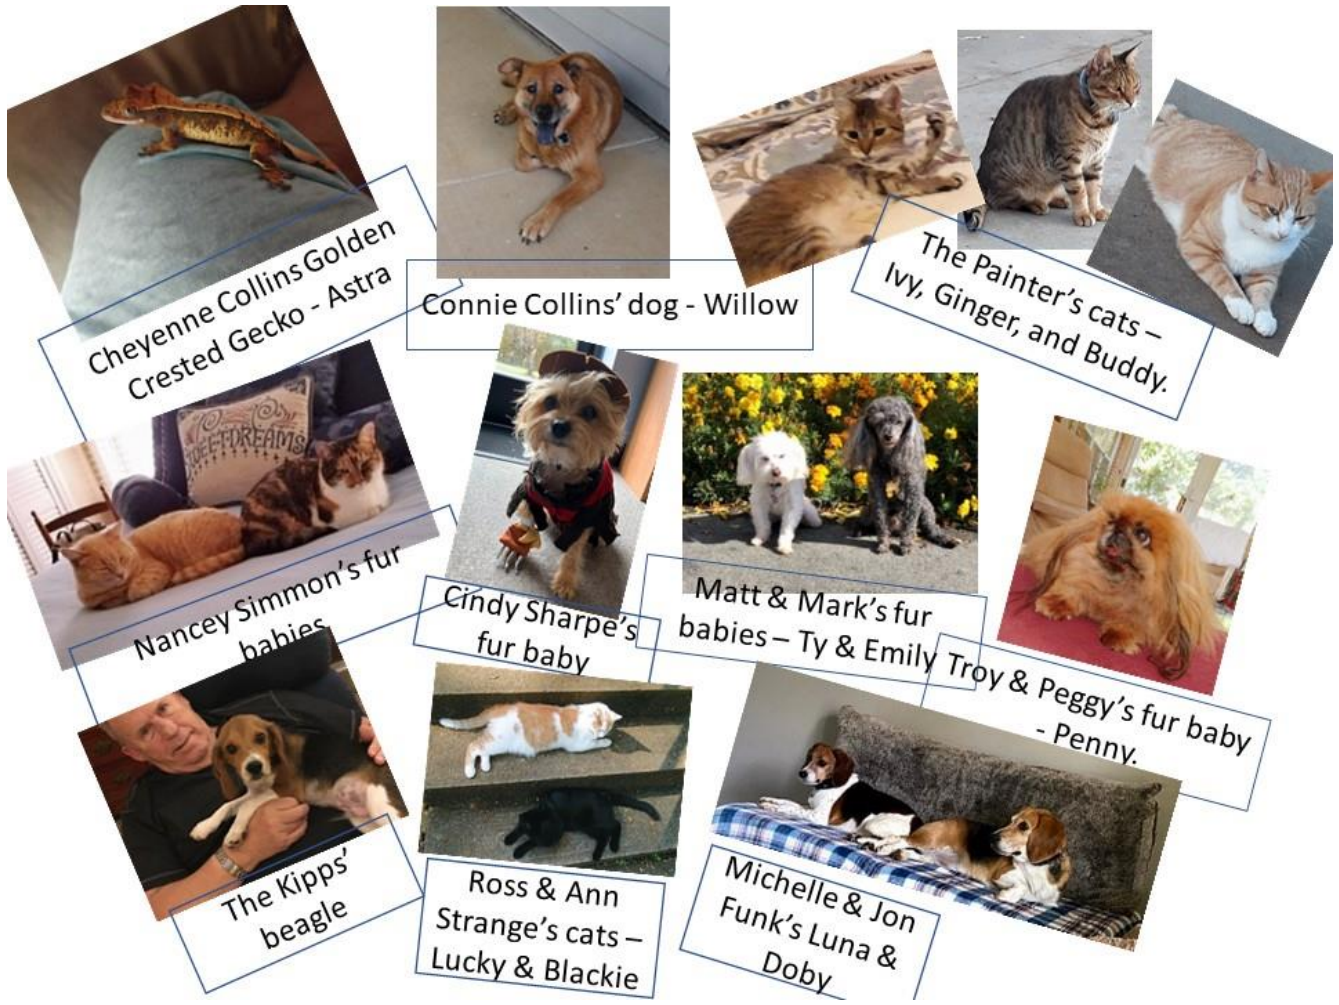 Cheyenne Collins Golden
Crested Gecko - Astra
Connie Collins' dog - Willow
The Painter's cats –
Ivy, Ginger, and Buddy.
SWEETDREAMS
Nancey Simmon's fur
babies
Cindy Sharpe's
fur baby
Matt & Mark's fur
babies – Ty & Emily
Troy & Peggy's fur baby
- Penny.
The Kipps'
beagle
Ross & Ann
Strange's cats –
Lucky & Blackie
Michelle & Jon
Funk's Luna &
Doby